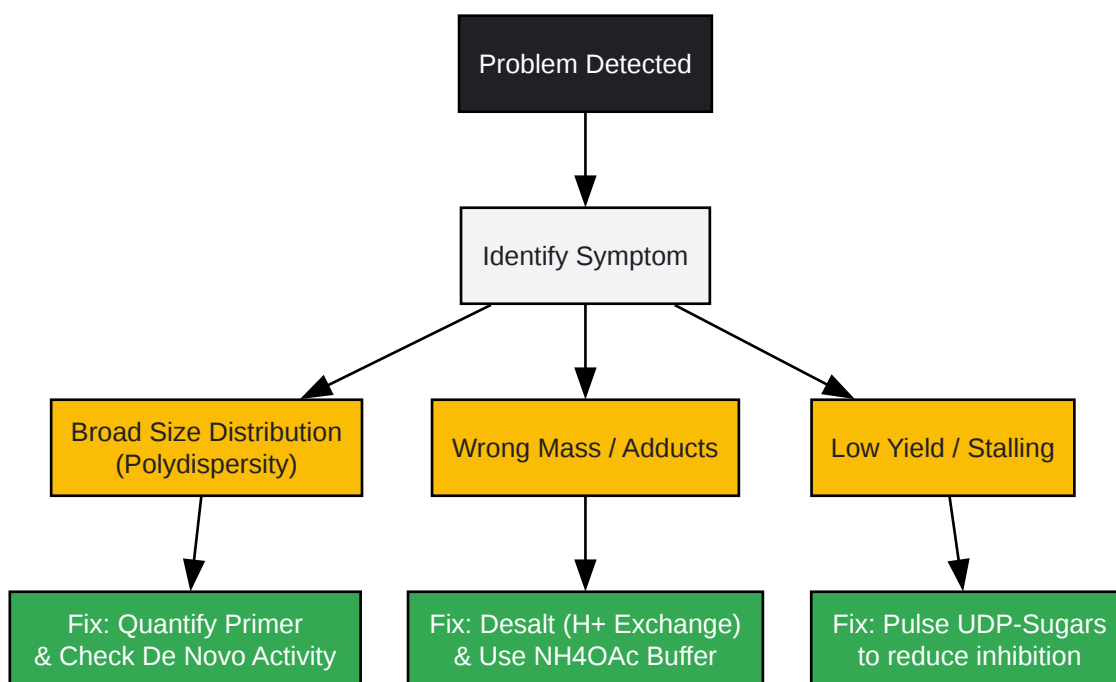 Problem Detected
Identify Symptom
Broad Size Distribution
(Polydispersity)
Wrong Mass / Adducts
Low Yield / Stalling
Fix: Quantify Primer
& Check De Novo Activity
Fix: Desalt (H+ Exchange)
& Use NH4OAc Buffer
Fix: Pulse UDP-Sugars
to reduce inhibition